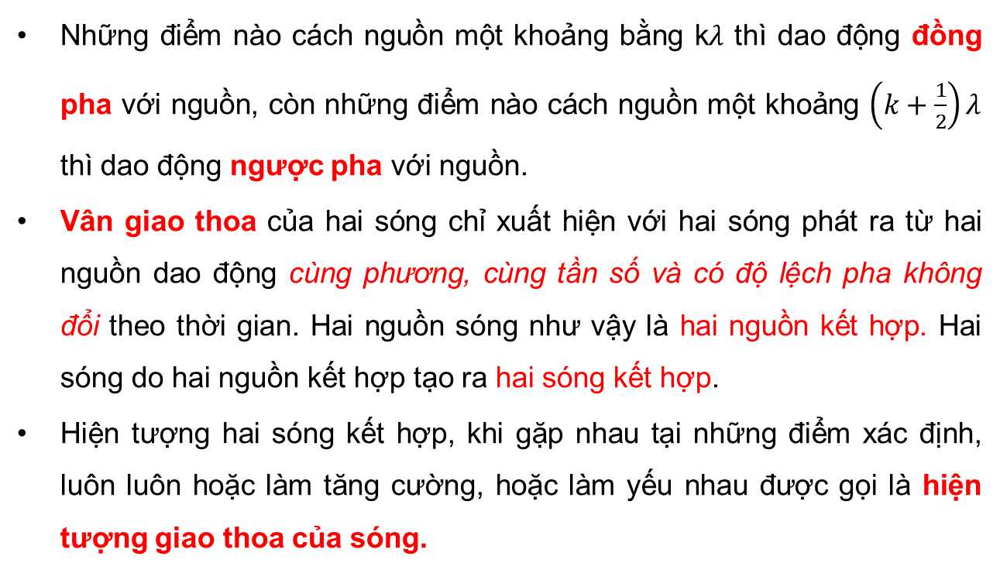 • Những điểm nào cách nguồn một khoảng bằng k𝜆 thì dao động đồng
pha với nguồn, còn những điểm nào cách nguồn một khoảng (𝑘 + 1/2) 𝜆
thì dao động ngược pha với nguồn.
• Vân giao thoa của hai sóng chỉ xuất hiện với hai sóng phát ra từ hai
nguồn dao động cùng phương, cùng tần số và có độ lệch pha không
đổi theo thời gian. Hai nguồn sóng như vậy là hai nguồn kết hợp. Hai
sóng do hai nguồn kết hợp tạo ra hai sóng kết hợp.
• Hiện tượng hai sóng kết hợp, khi gặp nhau tại những điểm xác định,
luôn luôn hoặc làm tăng cường, hoặc làm yếu nhau được gọi là hiện
tượng giao thoa của sóng.